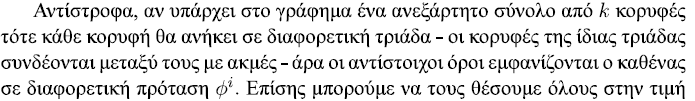 Αντίστροφα, αν υπάρχει στο γράφημα ένα ανεξάρτητο σύνολο από k κορυφές
τότε κάθε κορυφή θα ανήκει σε διαφορετική τριάδα - οι κορυφές της ίδιας τριάδας
συνδέονται μεταξύ τους με ακμές - άρα οι αντίστοιχοι όροι εμφανίζονται ο καθένας
σε διαφορετική πρόταση φⁱ. Επίσης μπορούμε να τους θέσουμε όλους στην τιμή